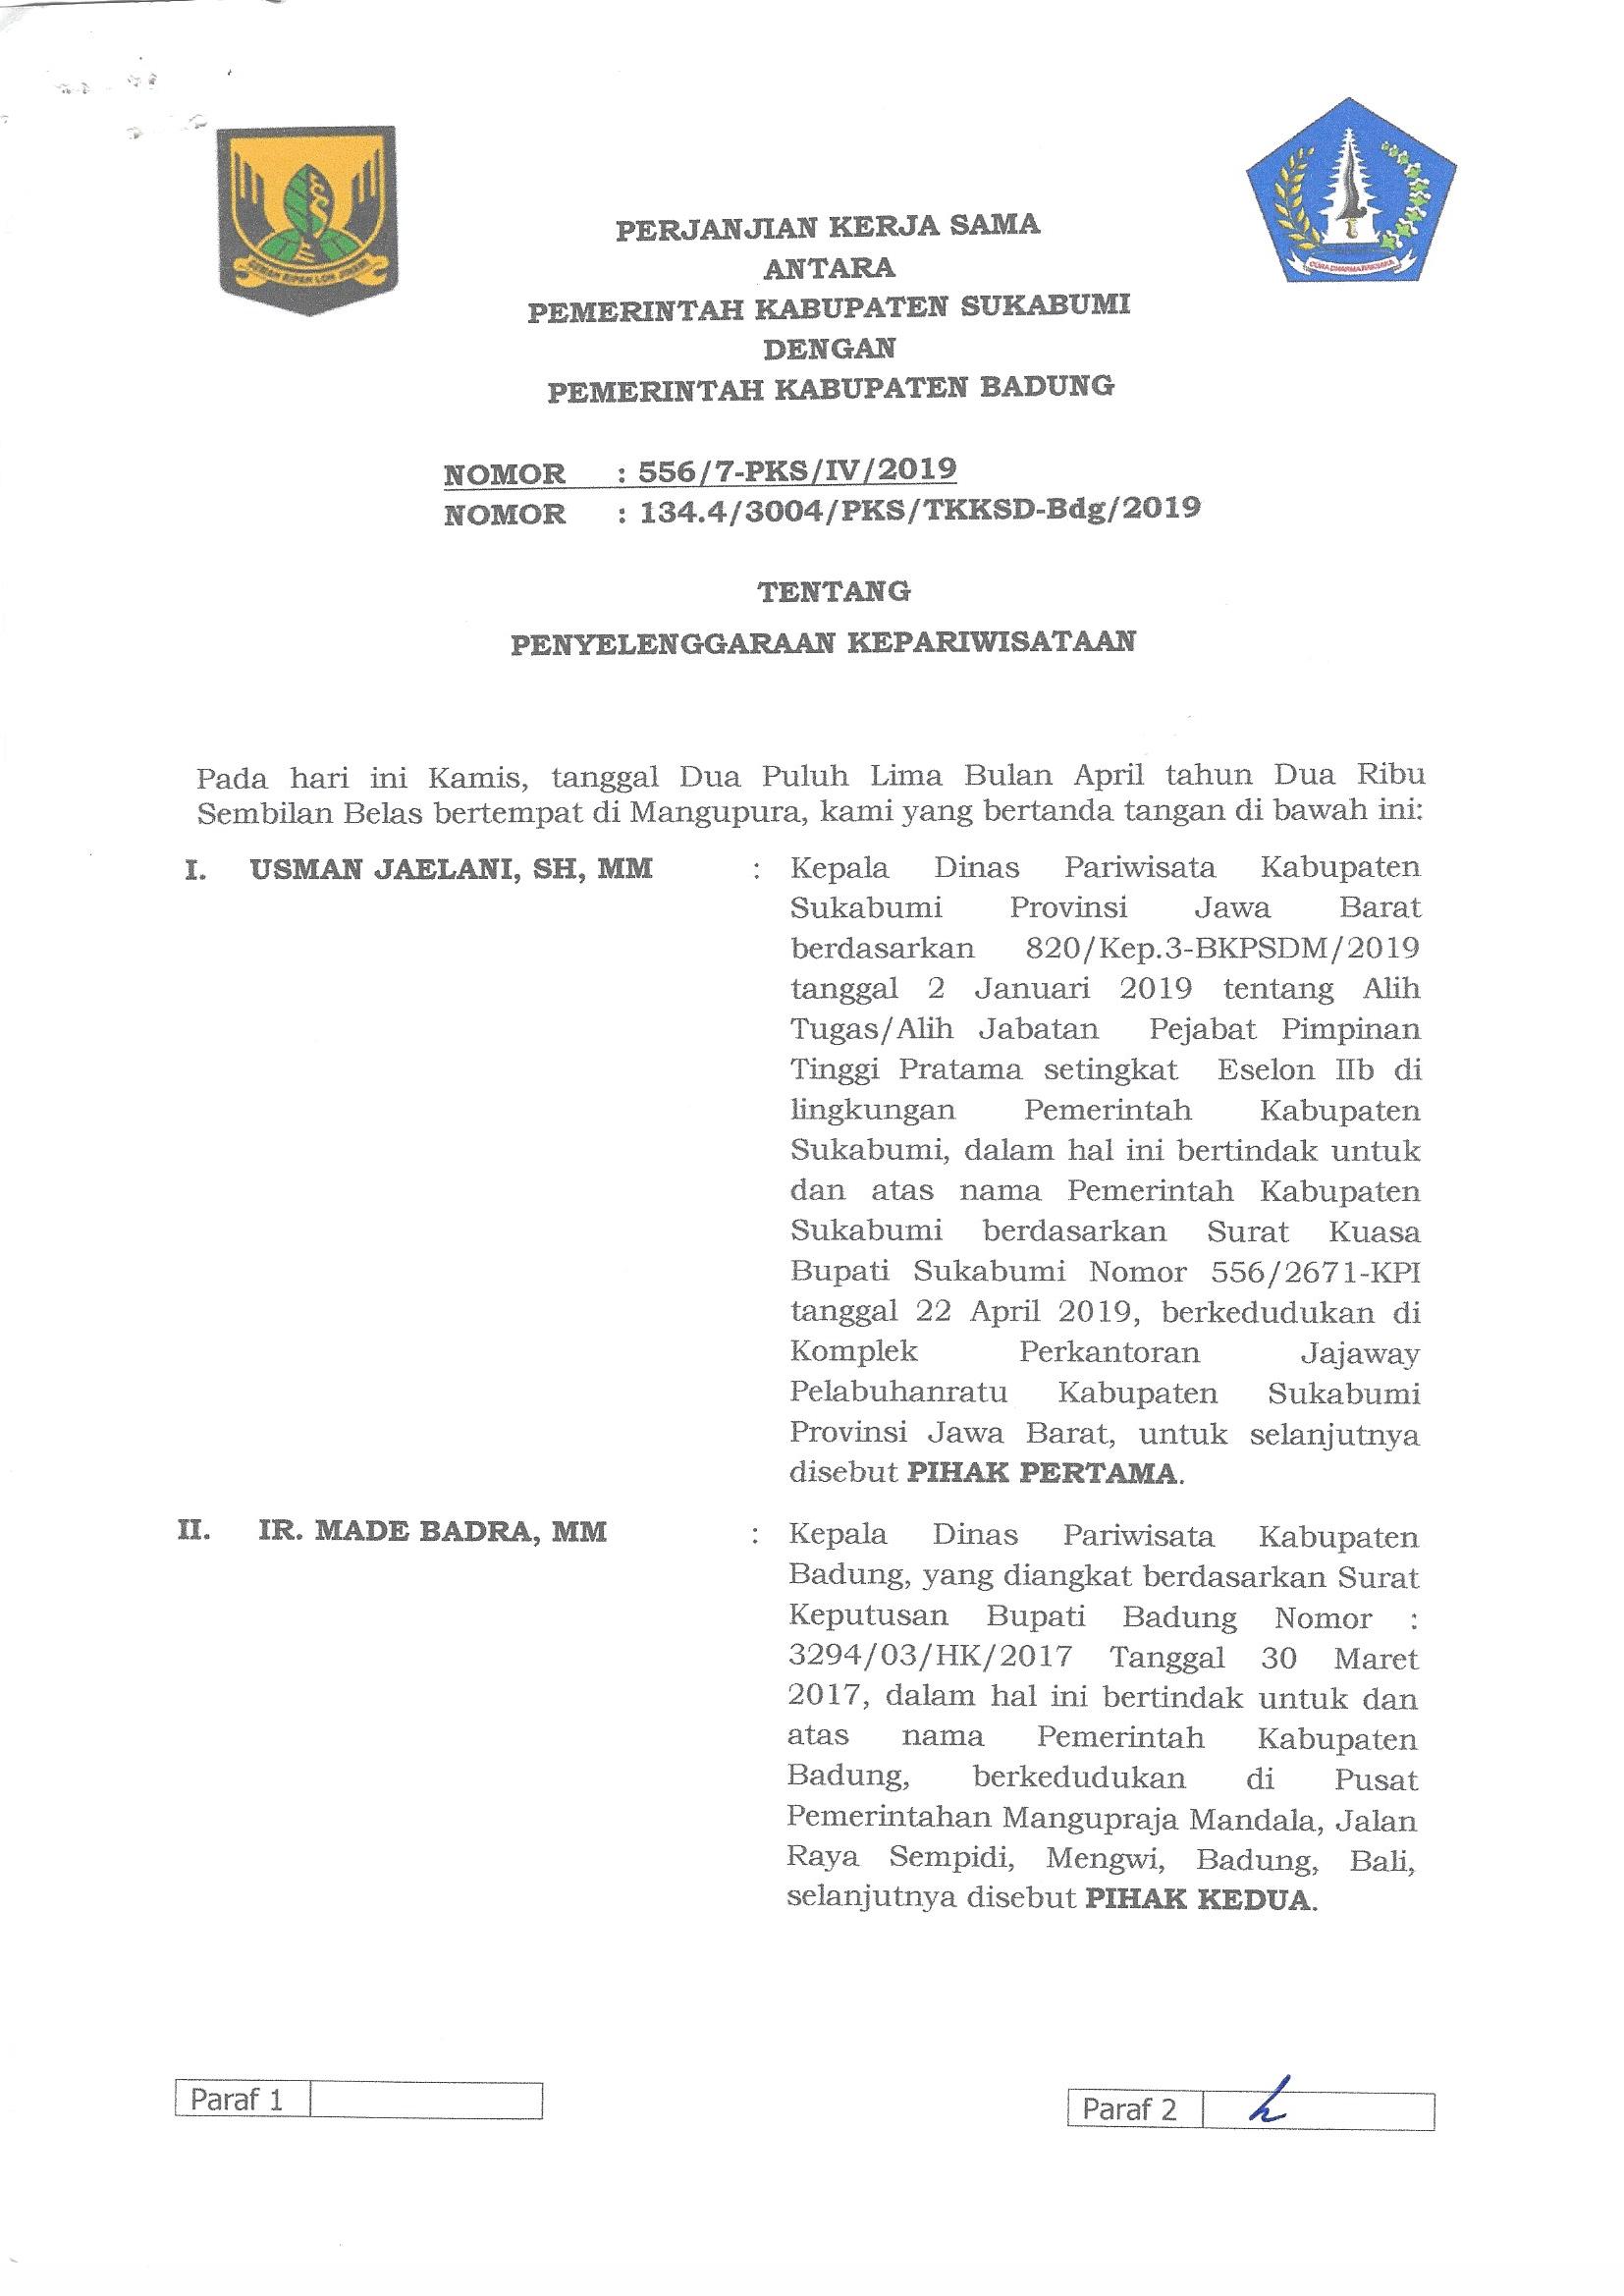 PERJANJIAN KERJA SAMA
ANTARA
PEMERINTAH KABUPATEN SUKABUMI
DENGAN
PEMERINTAH KABUPATEN BADUNG
NOMOR : 556/7-PKS/IV/2019
NOMOR : 134.4/3004/PKS/TKKSD-Bdg/2019
TENTANG
PENYELENGGARAAN KEPARIWISATAAN
Pada hari ini Kamis, tanggal Dua Puluh Lima Bulan April tahun Dua Ribu
Sembilan Belas bertempat di Mangupura, kami yang bertanda tangan di bawah ini:
I. USMAN JAELANI, SH, MM : Kepala Dinas Pariwisata Kabupaten
Sukabumi Provinsi Jawa Barat
berdasarkan 820/Kep.3-BKPSDM/2019
tanggal 2 Januari 2019 tentang Alih
Tugas/Alih Jabatan Pejabat Pimpinan
Tinggi Pratama setingkat Eselon IIb di
lingkungan Pemerintah Kabupaten
Sukabumi, dalam hal ini bertindak untuk
dan atas nama Pemerintah Kabupaten
Sukabumi berdasarkan Surat Kuasa
Bupati Sukabumi Nomor 556/2671-KPI
tanggal 22 April 2019, berkedudukan di
Komplek Perkantoran Jajaway
Pelabuhanratu Kabupaten Sukabumi
Provinsi Jawa Barat, untuk selanjutnya
disebut PIHAK PERTAMA.
II. IR. MADE BADRA, MM : Kepala Dinas Pariwisata Kabupaten
Badung, yang diangkat berdasarkan Surat
Keputusan Bupati Badung Nomor :
3294/03/HK/2017 Tanggal 30 Maret
2017, dalam hal ini bertindak untuk dan
atas nama Pemerintah Kabupaten
Badung, berkedudukan di Pusat
Pemerintahan Mangupraja Mandala, Jalan
Raya Sempidi, Mengwi, Badung, Bali,
selanjutnya disebut PIHAK KEDUA.
Paraf 1
Paraf 2